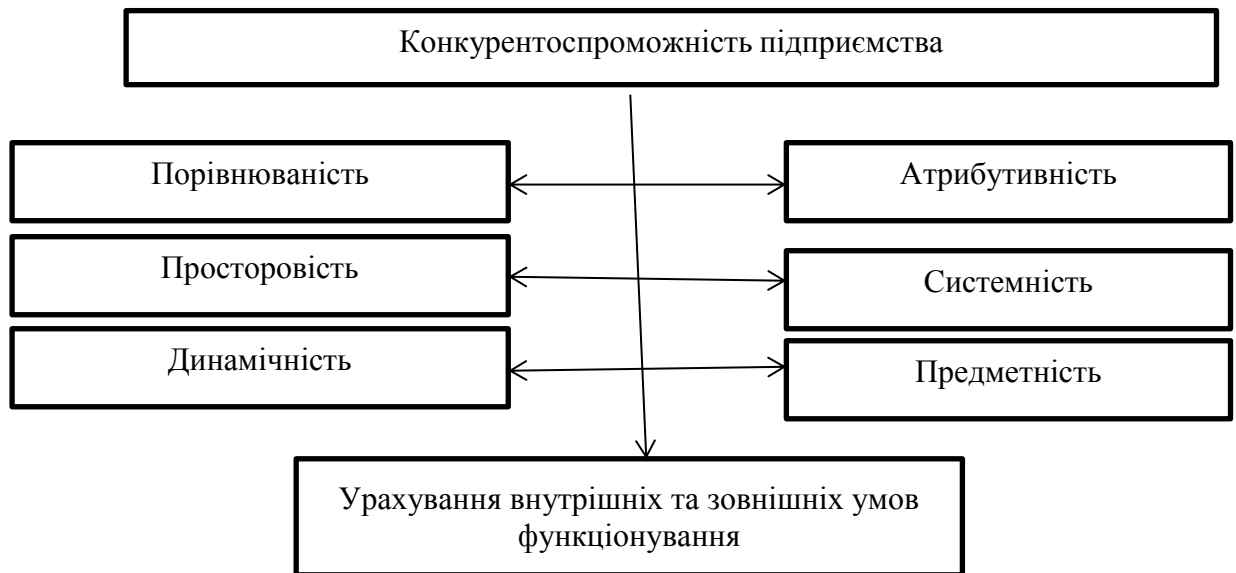 Конкурентоспроможність підприємства
Порівнюваність
Атрибутивність
Просторовість
Системність
Динамічність
Предметність
Урахування внутрішніх та зовнішніх умов
функціонування